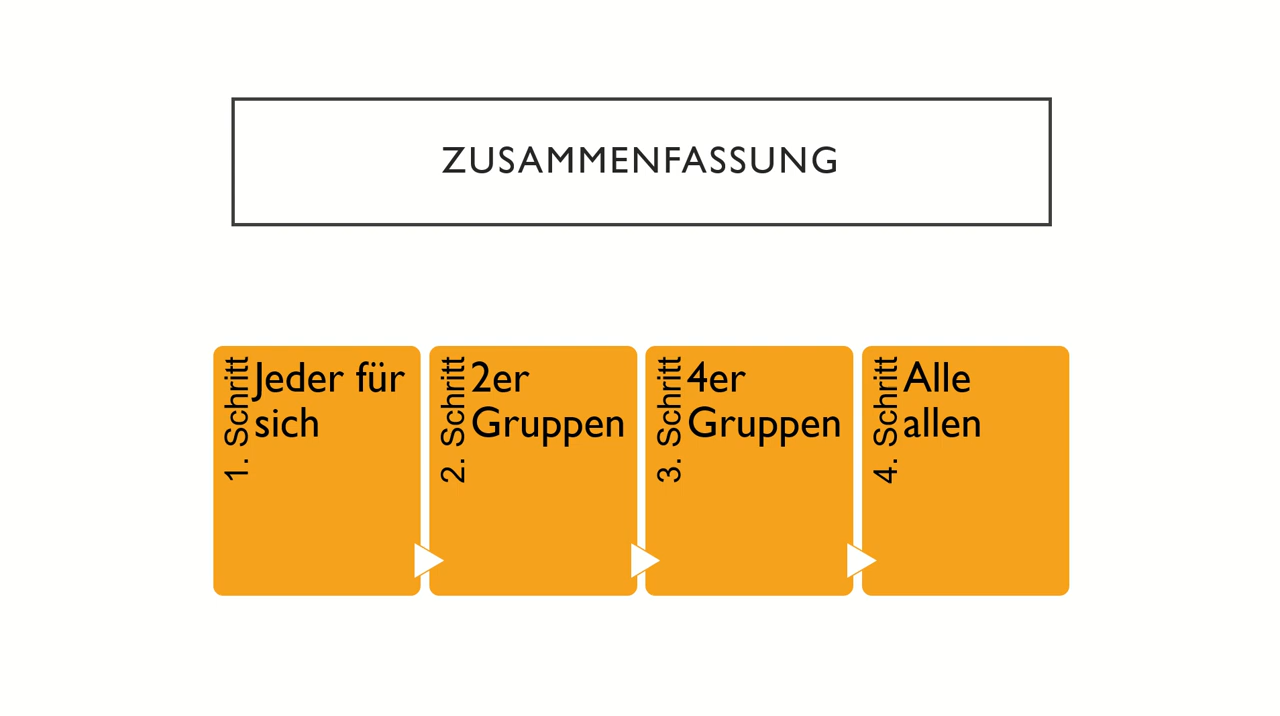 ZUSAMMENFASSUNG
1. Schritt
Jeder für
sich
2. Schritt
2er
Gruppen
3. Schritt
4er
Gruppen
4. Schritt
Alle
allen